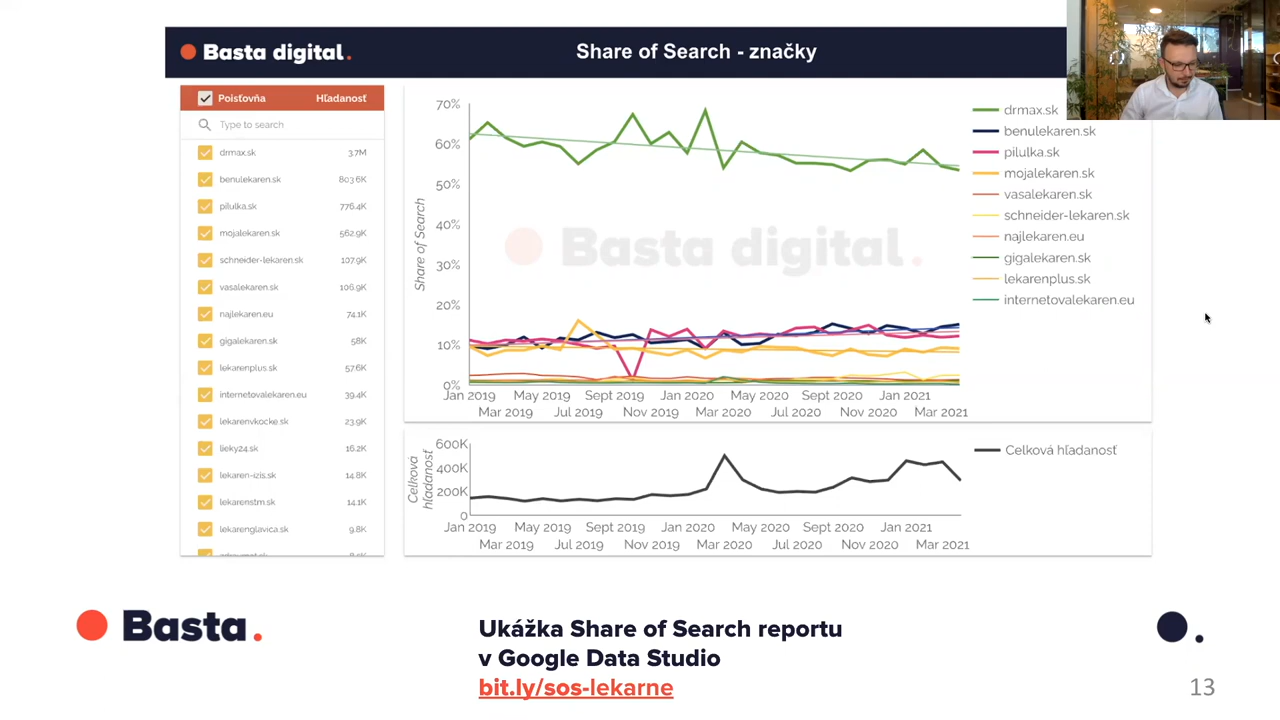 Basta digital.
Share of Search - značky
Poisťovňa Hľadanosť
Type to search
drmax.sk 3.7M
benulekaren.sk 803.6K
pilulka.sk 776.4K
mojalekaren.sk 562.9K
schneider-lekaren.sk 107.9K
vasalekaren.sk 106.9K
najlekaren.eu 74.1K
gigalekaren.sk 58K
lekarenplus.sk 57.6K
internetovalekaren.eu 39.4K
lekarenvkocke.sk 23.9K
lieky24.sk 16.2K
lekaren-izis.sk 14.8K
lekarenstm.sk 14.1K
lekarenglavica.sk 9.8K
Share of Search
70%
60%
50%
40%
30%
20%
10%
0%
Basta digital.
Jan 2019 May 2019 Sept 2019 Jan 2020 May 2020 Sept 2020 Jan 2021
Mar 2019 Jul 2019 Nov 2019 Mar 2020 Jul 2020 Nov 2020 Mar 2021
drmax.sk
benulekaren.sk
pilulka.sk
mojalekaren.sk
vasalekaren.sk
schneider-lekaren.sk
najlekaren.eu
gigalekaren.sk
lekarenplus.sk
internetovalekaren.eu
Celková
hľadanosť
600K
400K
200K
0
Jan 2019 May 2019 Sept 2019 Jan 2020 May 2020 Sept 2020 Jan 2021
Mar 2019 Jul 2019 Nov 2019 Mar 2020 Jul 2020 Nov 2020 Mar 2021
Celková hľadanosť
Basta.
Ukážka Share of Search reportu
v Google Data Studio
bit.ly/sos-lekarne
13